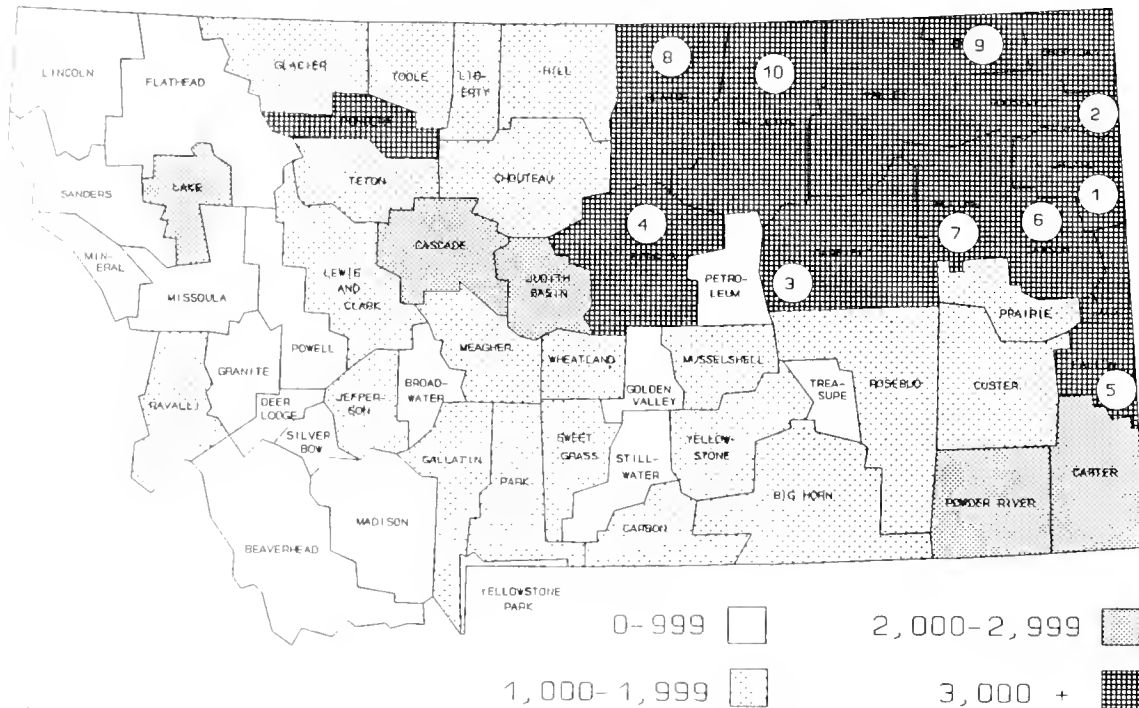 8
9
10
LINCOLN
FLATHEAD
GLACIER
TOOLE
LIB-
ERTY
HILL
2
SANDERS
LAKE
TETON
CHOUTEAU
1
4
6
7
MIN-
ERAL
MISSOULA
LEWIS
AND
CLARK
CASCADE
JUDITH
BASIN
PETRO-
LEUM
3
PRAIRIE
POWELL
MEAGHER
WHEATLAND
MUSSELSHELL
GRANITE
BROAD-
WATER
GOLDEN
VALLEY
TREA-
SURE
ROSEBUD
CUSTER
5
RAVALLI
DEER
LODGE
JEFFER-
SON
SILVER
BOW
GALLATIN
PARK
SWEET
GRASS
STILL-
WATER
YELLOW-
STONE
BIG HORN
POWDER RIVER
CARTER
MADISON
CARBON
BEAVERHEAD
YELLOWSTONE
PARK
0-999
2,000-2,999
1,000-1,999
3,000 +